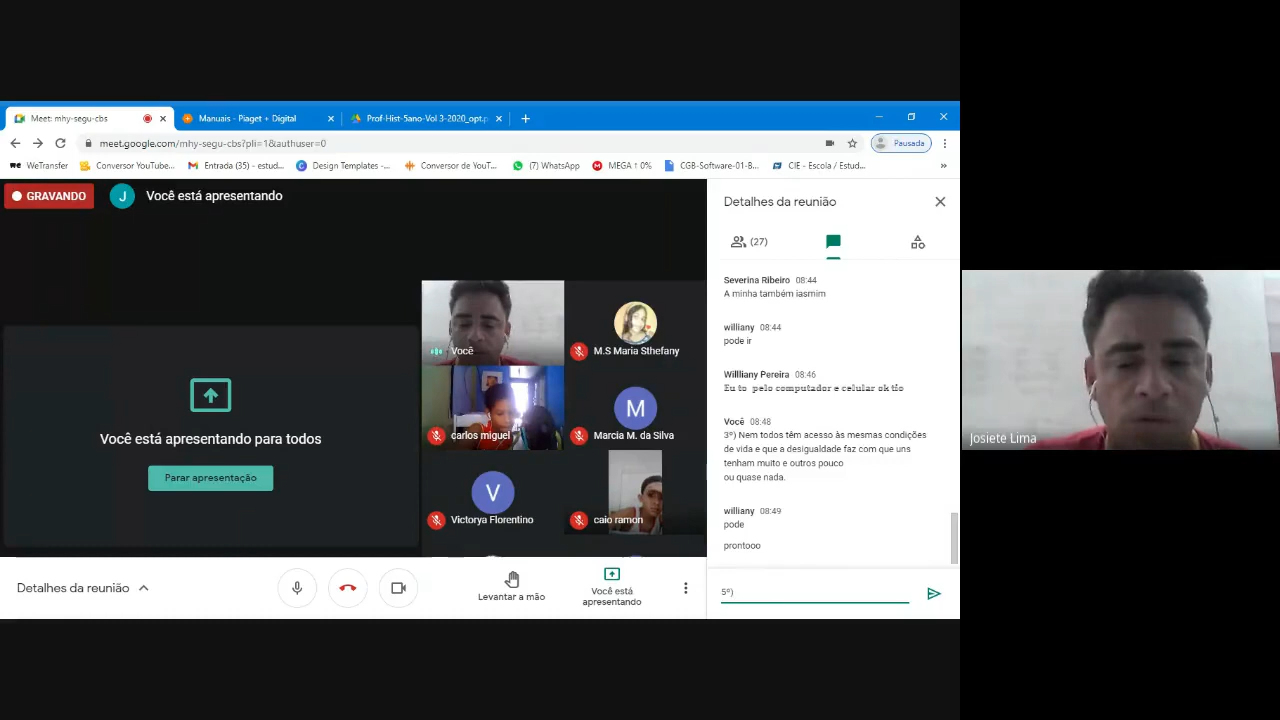 Meet: mhy-segu-cbs
Manuais - Piaget + Digital
Prof-Hist-5ano-Vol 3-2020_opt.p
meet.google.com/mhy-segu-cbs?pli=1&authuser=0
Pausada
WeTransfer
Conversor YouTube...
Entrada (35) - estud...
Design Templates -...
Conversor de YouT...
(7) WhatsApp
MEGA ↑ 0%
CGB-Software-01-B...
CIE – Escola / Estud...
»
GRAVANDO
J
Você está apresentando
Detalhes da reunião
(27)
Severina Ribeiro 08:44
A minha também iasmim
williany 08:44
pode ir
Willliany Pereira 08:46
Eu to pelo computador e celular ok tio
Você 08:48
3º) Nem todos têm acesso às mesmas condições
de vida e que a desigualdade faz com que uns
tenham muito e outros pouco
ou quase nada.
williany 08:49
pode
prontooo
5º)
Você está apresentando para todos
Parar apresentação
Você
M.S Maria Sthefany
carlos miguel
M
Marcia M. da Silva
V
Victorya Florentino
caio ramon
Detalhes da reunião
Levantar a mão
Você está
apresentando
Josiete Lima